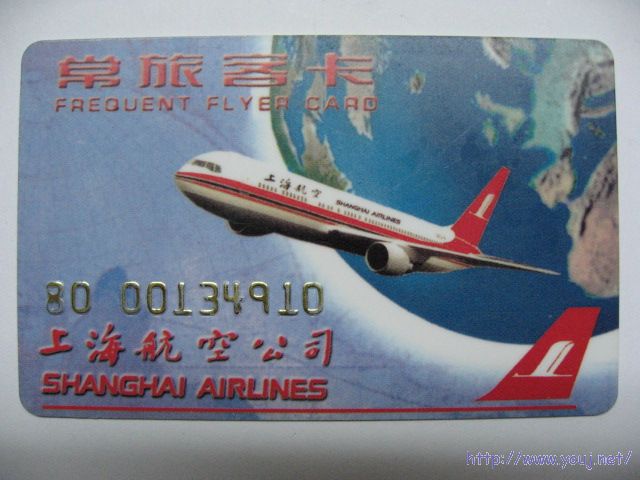 常旅客卡
FREQUENT FLYER CARD
上海航空
SHANGHAI AIRLINES
80 00134910
上海航空公司
SHANGHAI AIRLINES
http://www.youj.net/